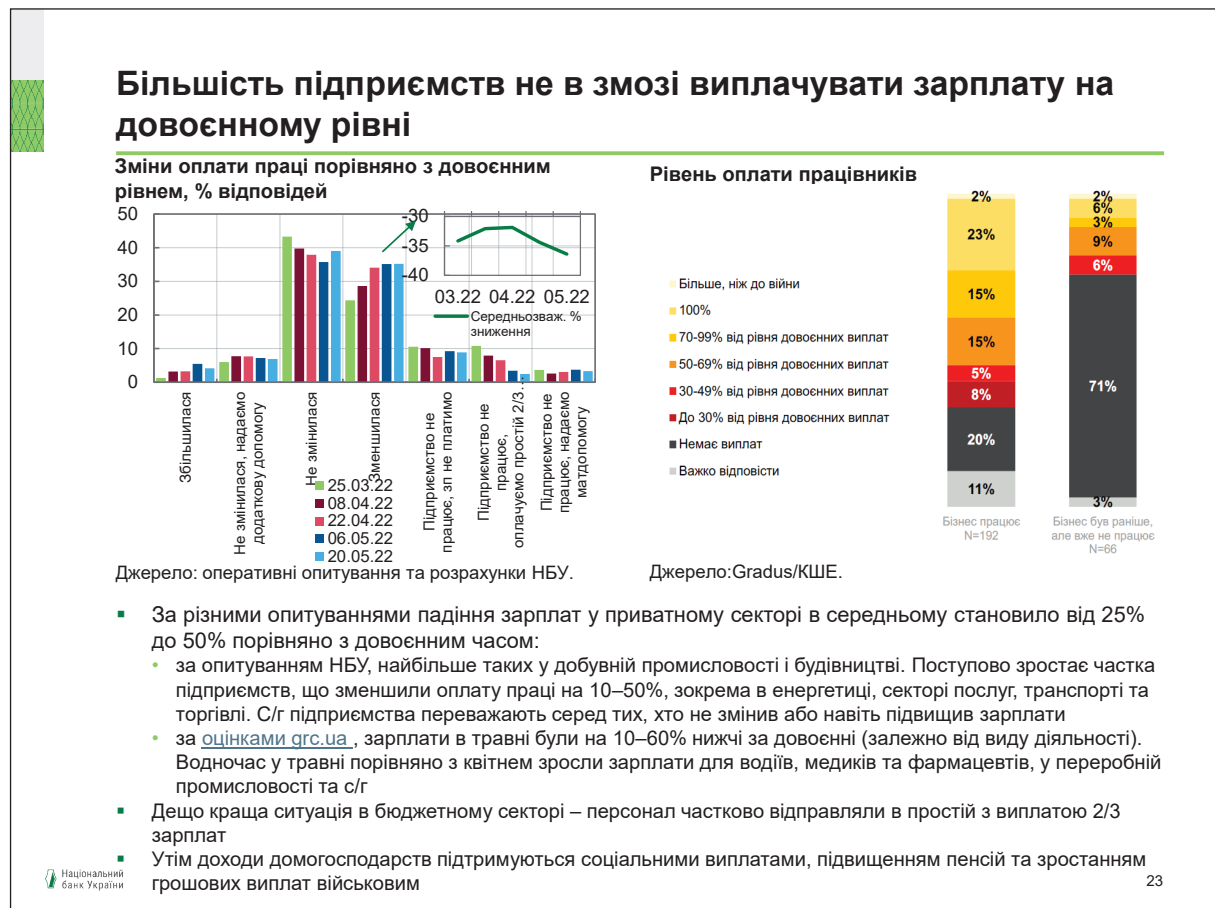 Більшість підприємств не в змозі виплачувати зарплату на
довоєнному рівні
Зміни оплати праці порівняно з довоєнним
рівнем, % відповідей
50
40
30
20
10
0
-30
-35
-40
03.22 04.22 05.22
Середньозваж. %
зниження
Збільшилася
Не змінилася, надаємо
додаткову допомогу
Не змінилася
Зменшилася
Підприємство не
працює, зп не платимо
Підприємство не
працює,
оплачуємо простій 2/3…
Підприємство не
працює, надаємо
матдопомогу
25.03.22
08.04.22
22.04.22
06.05.22
20.05.22
Джерело: оперативні опитування та розрахунки НБУ.
Рівень оплати працівників
Більше, ніж до війни
100%
70-99% від рівня довоєнних виплат
50-69% від рівня довоєнних виплат
30-49% від рівня довоєнних виплат
До 30% від рівня довоєнних виплат
Немає виплат
Важко відповісти
2%
23%
15%
15%
5%
8%
20%
11%
Бізнес працює
N=192
2%
6%
3%
9%
6%
71%
3%
Бізнес був раніше,
але вже не працює
N=66
Джерело:Gradus/КШЕ.
▪ За різними опитуваннями падіння зарплат у приватному секторі в середньому становило від 25%
до 50% порівняно з довоєнним часом:
• за опитуванням НБУ, найбільше таких у добувній промисловості і будівництві. Поступово зростає частка
підприємств, що зменшили оплату праці на 10–50%, зокрема в енергетиці, секторі послуг, транспорті та
торгівлі. С/г підприємства переважають серед тих, хто не змінив або навіть підвищив зарплати
• за оцінками grc.ua , зарплати в травні були на 10–60% нижчі за довоєнні (залежно від виду діяльності).
Водночас у травні порівняно з квітнем зросли зарплати для водіїв, медиків та фармацевтів, у переробній
промисловості та с/г
▪ Дещо краща ситуація в бюджетному секторі – персонал частково відправляли в простій з виплатою 2/3
зарплат
▪ Утім доходи домогосподарств підтримуються соціальними виплатами, підвищенням пенсій та зростанням
грошових виплат військовим
Національний
банк України
23